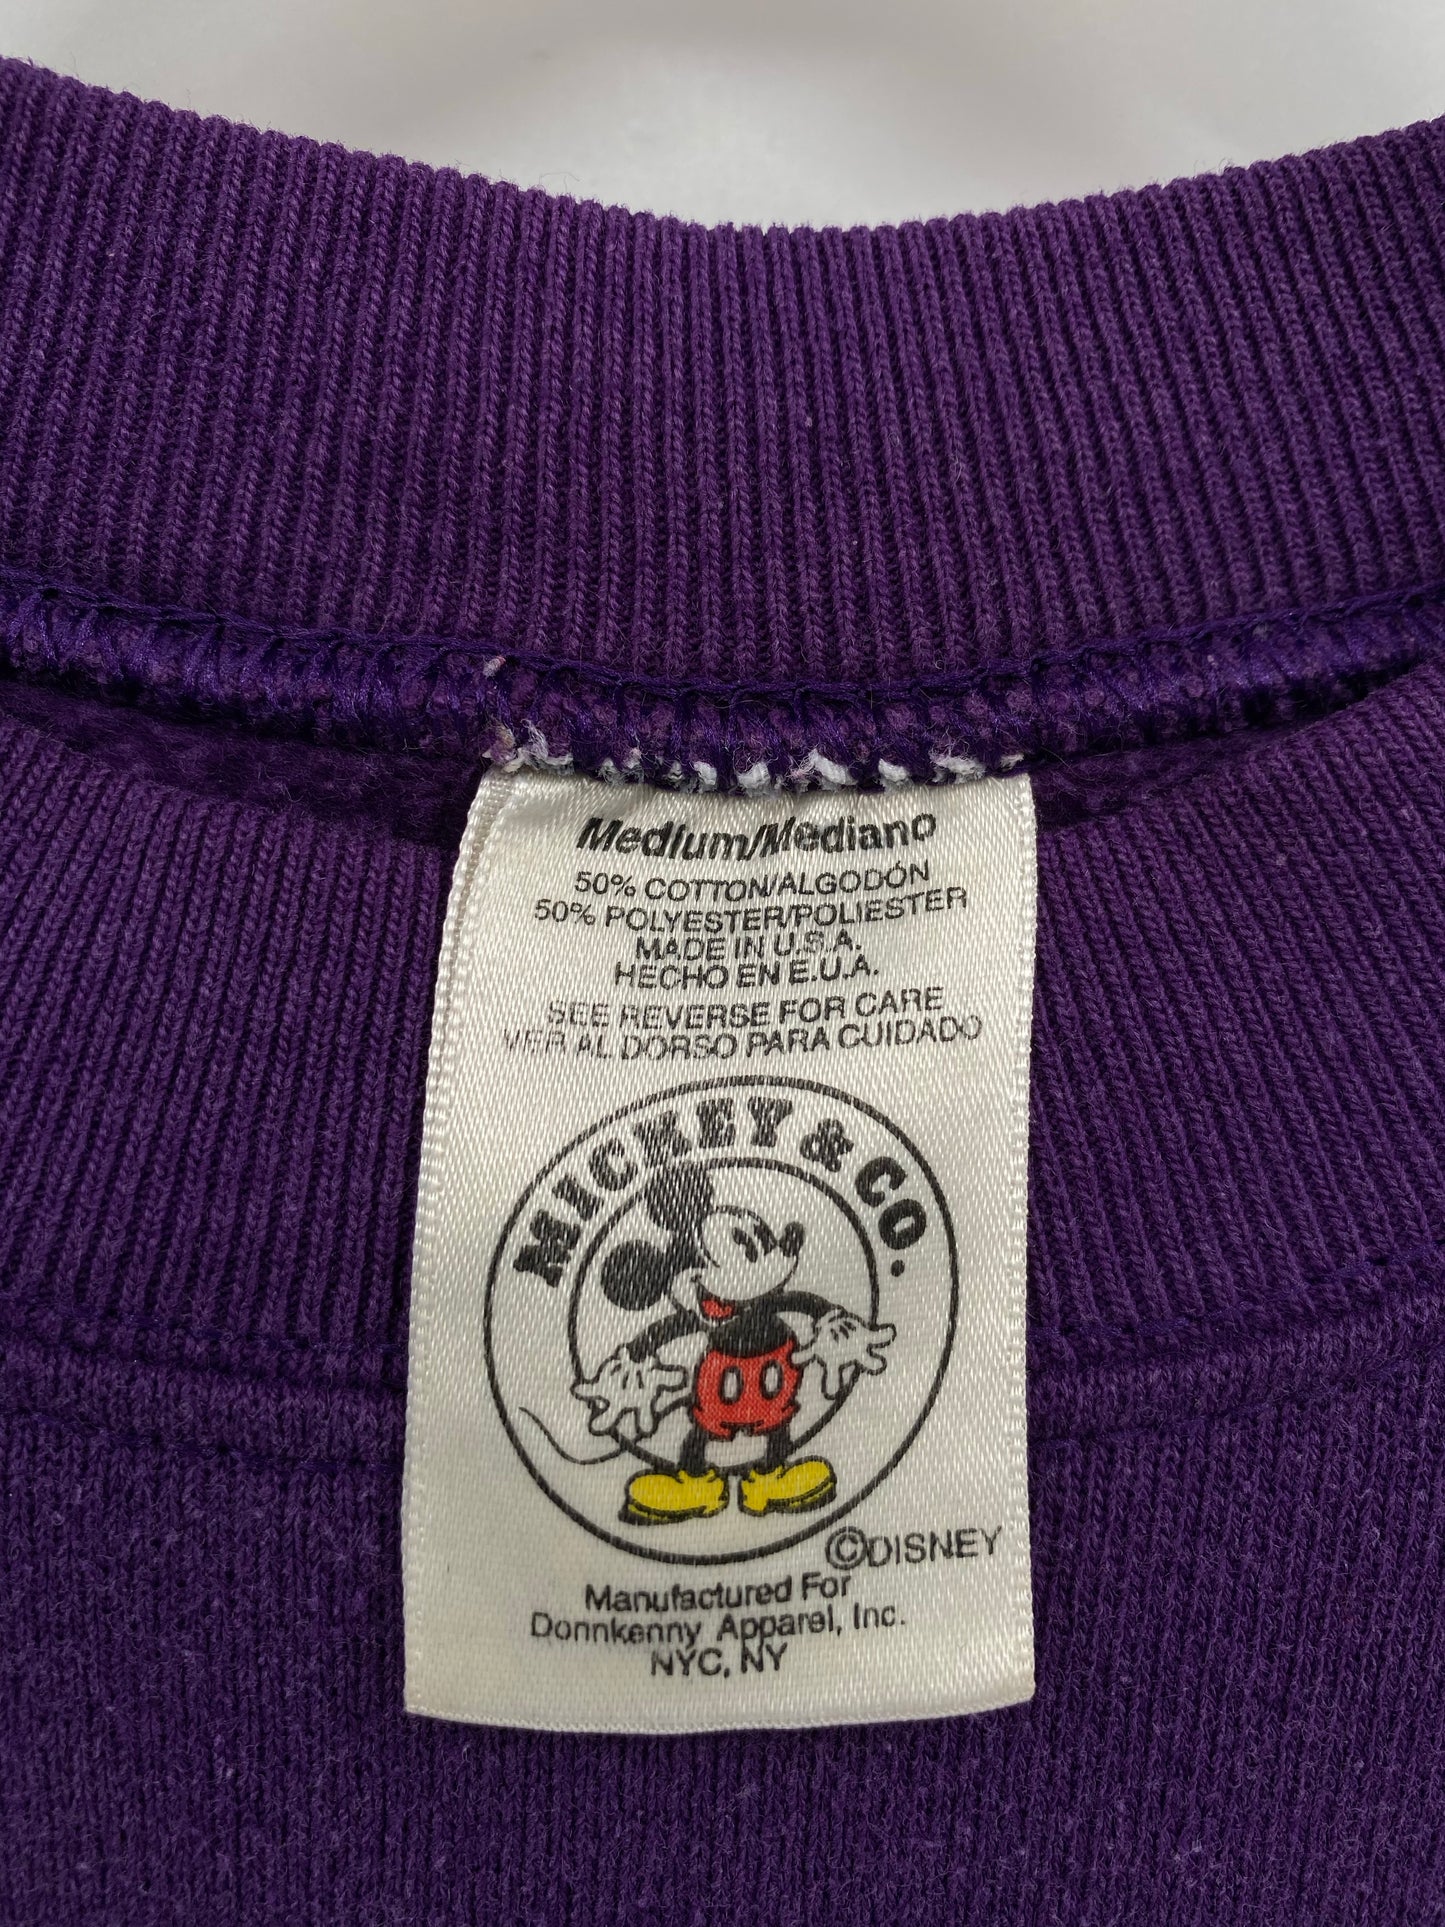 Medium/Mediano
50% COTTON/ALGODÓN
50% POLYESTER/POLIESTER
MADE IN U.S.A.
HECHO EN E.U.A.
SEE REVERSE FOR CARE
VER AL DORSO PARA CUIDADO
MICKEY & CO.
©DISNEY
Manufactured For
Donnkenny Apparel, Inc.
NYC, NY